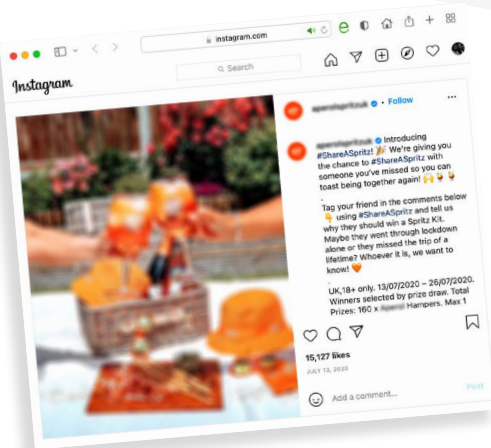 instagram.com
Instagram
Search
Follow
Introducing
#ShareASpritz! 🎉 We're giving you
the chance to #ShareASpritz with
someone you've missed so you can
toast being together again! 🙌🍹🍹
.
Tag your friend in the comments below
👇 using #ShareASpritz and tell us
why they should win a Spritz Kit.
Maybe they went through lockdown
alone or they missed the trip of a
lifetime? Whoever it is, we want to
know! 🧡
.
UK,18+ only. 13/07/2020 – 26/07/2020.
Winners selected by prize draw. Total
Prizes: 160 x Hampers. Max 1
15,127 likes
JULY 13, 2020
Add a comment...
Post